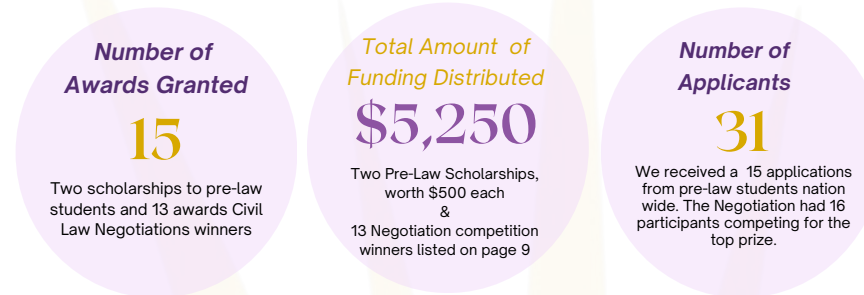 Number of
Awards Granted
15
Two scholarships to pre-law
students and 13 awards Civil
Law Negotiations winners
Total Amount of
Funding Distributed
$5,250
Two Pre-Law Scholarships,
worth $500 each
&
13 Negotiation competition
winners listed on page 9
Number of
Applicants
31
We received a 15 applications
from pre-law students nation
wide. The Negotiation had 16
participants competing for the
top prize.